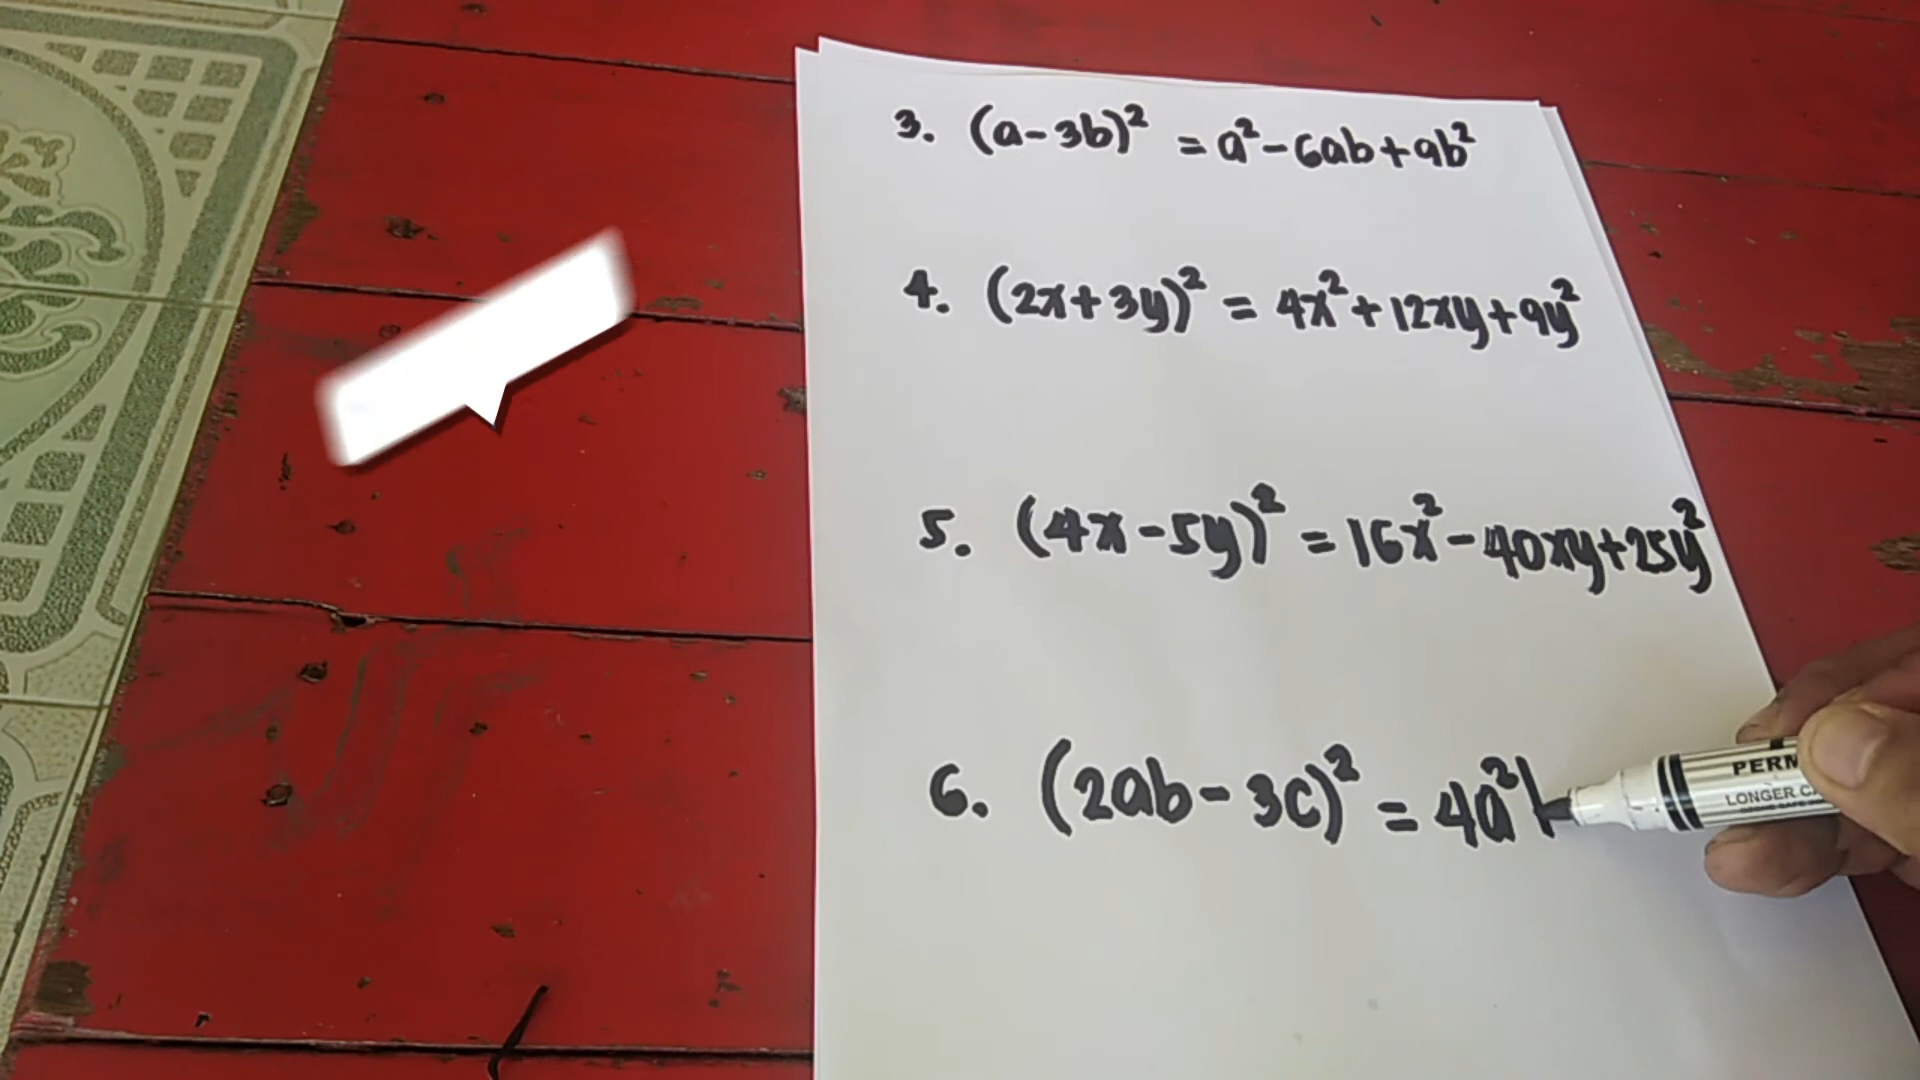 3. (a-3b)² = a²-6ab+9b²
4. (2x+3y)² = 4x²+12xy+9y²
5. (4x-5y)² = 16x²-40xy+25y²
6. (2ab-3c)² = 4a²
PERM
LONGER CA